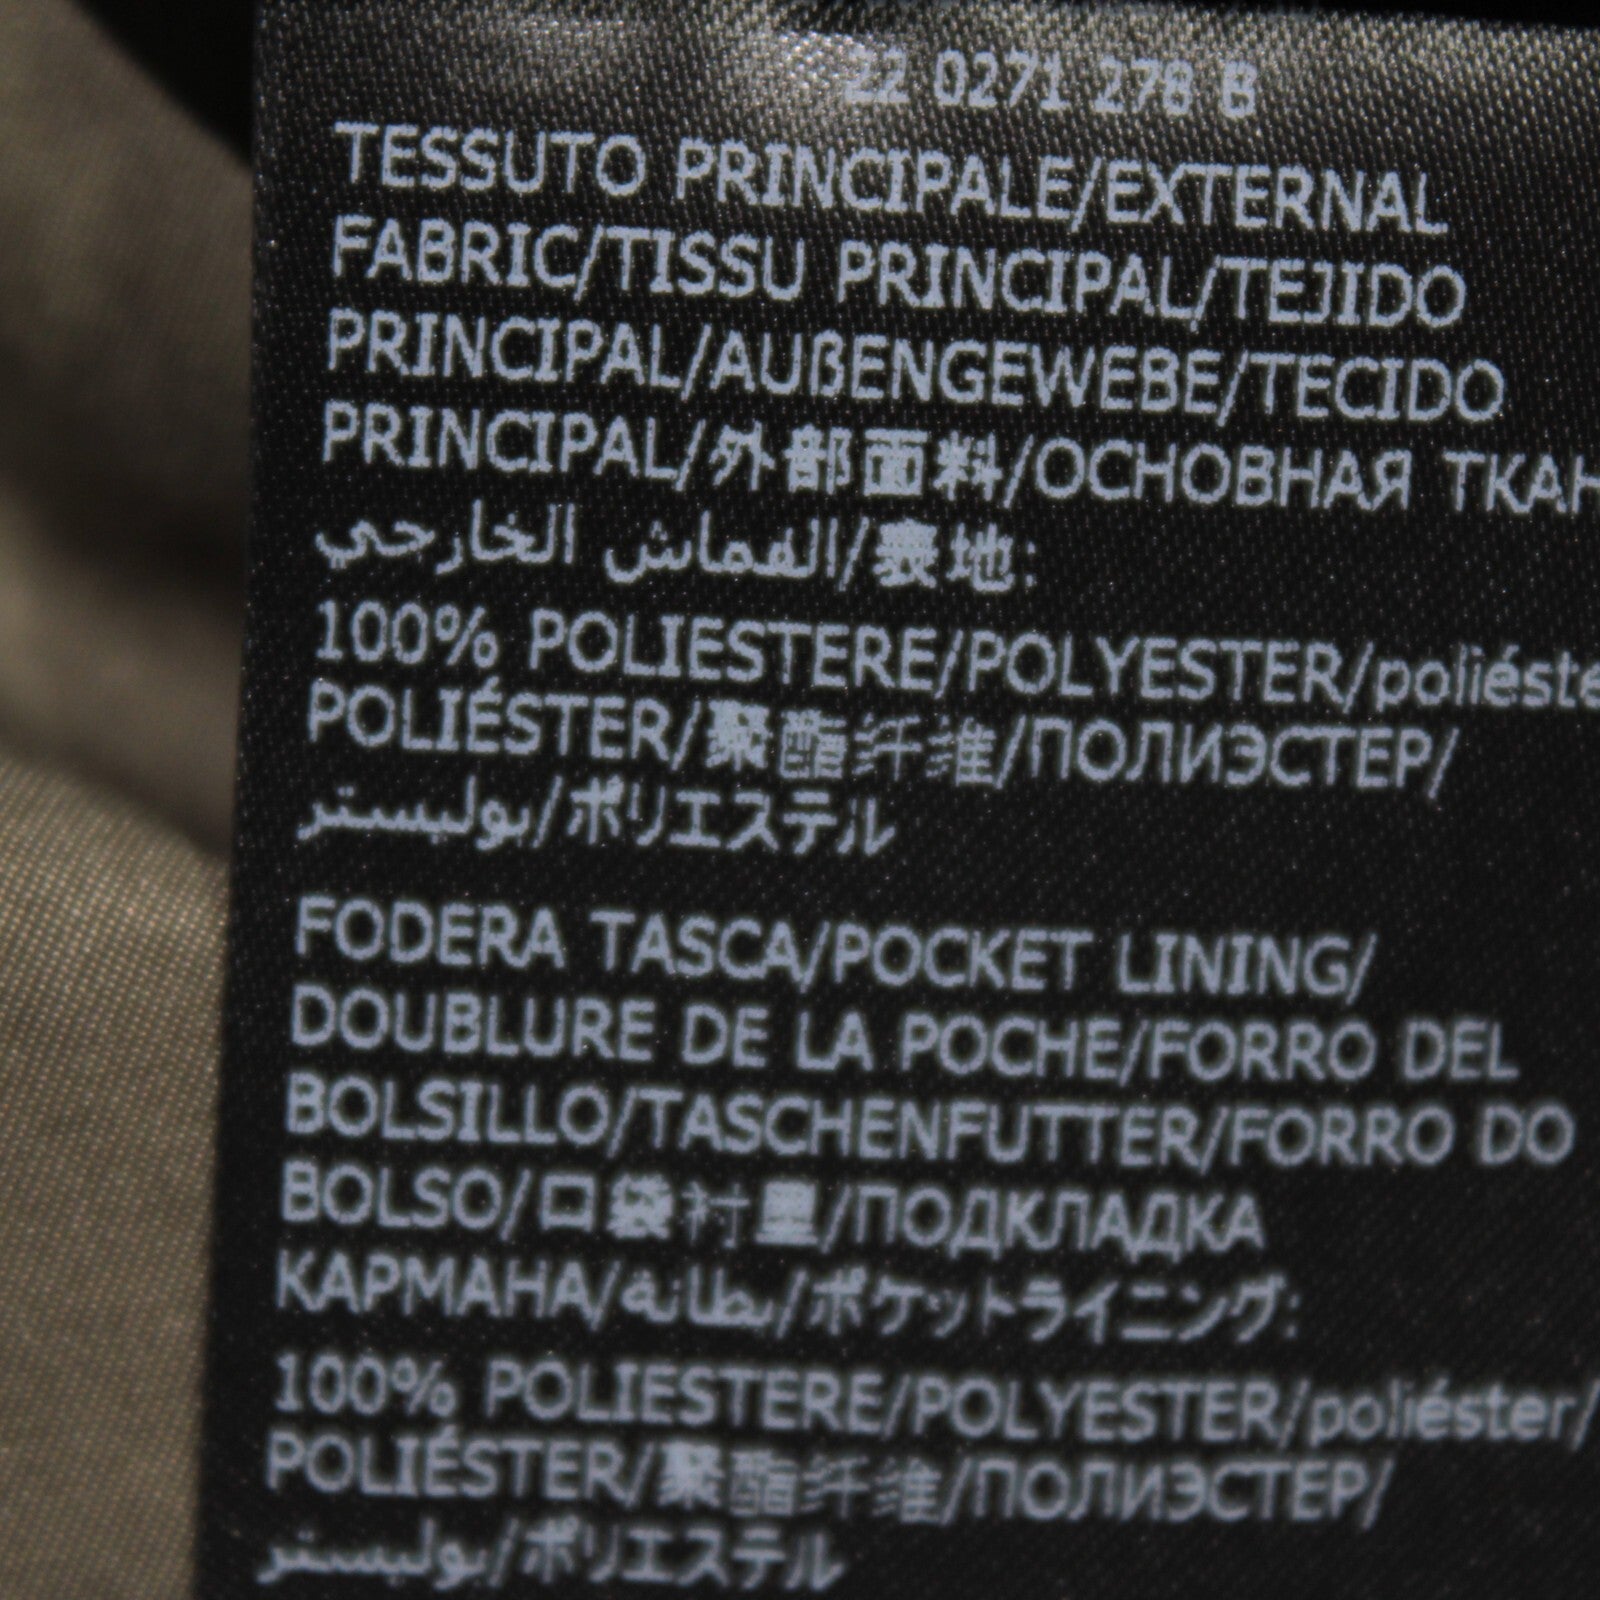 22 0271 278 B
TESSUTO PRINCIPALE/EXTERNAL
FABRIC/TISSU PRINCIPAL/TEJIDO
PRINCIPAL/AUßENGEWEBE/TECIDO
PRINCIPAL/外部面料/ОСНОВНАЯ ТКАН
القماش الخارجي/表地:
100% POLIESTERE/POLYESTER/poliéste
POLIÉSTER/聚酯纤维/ПОЛИЭСТЕР/
بوليستر/ポリエステル
FODERA TASCA/POCKET LINING/
DOUBLURE DE LA POCHE/FORRO DEL
BOLSILLO/TASCHENFUTTER/FORRO DO
BOLSO/口袋衬里/ПОДКЛАДКА
КАРМАНА/بطانة/ポケットライニング:
100% POLIESTERE/POLYESTER/poliéster/
POLIÉSTER/聚酯纤维/ПОЛИЭСТЕР/
بوليستر/ポリエステル